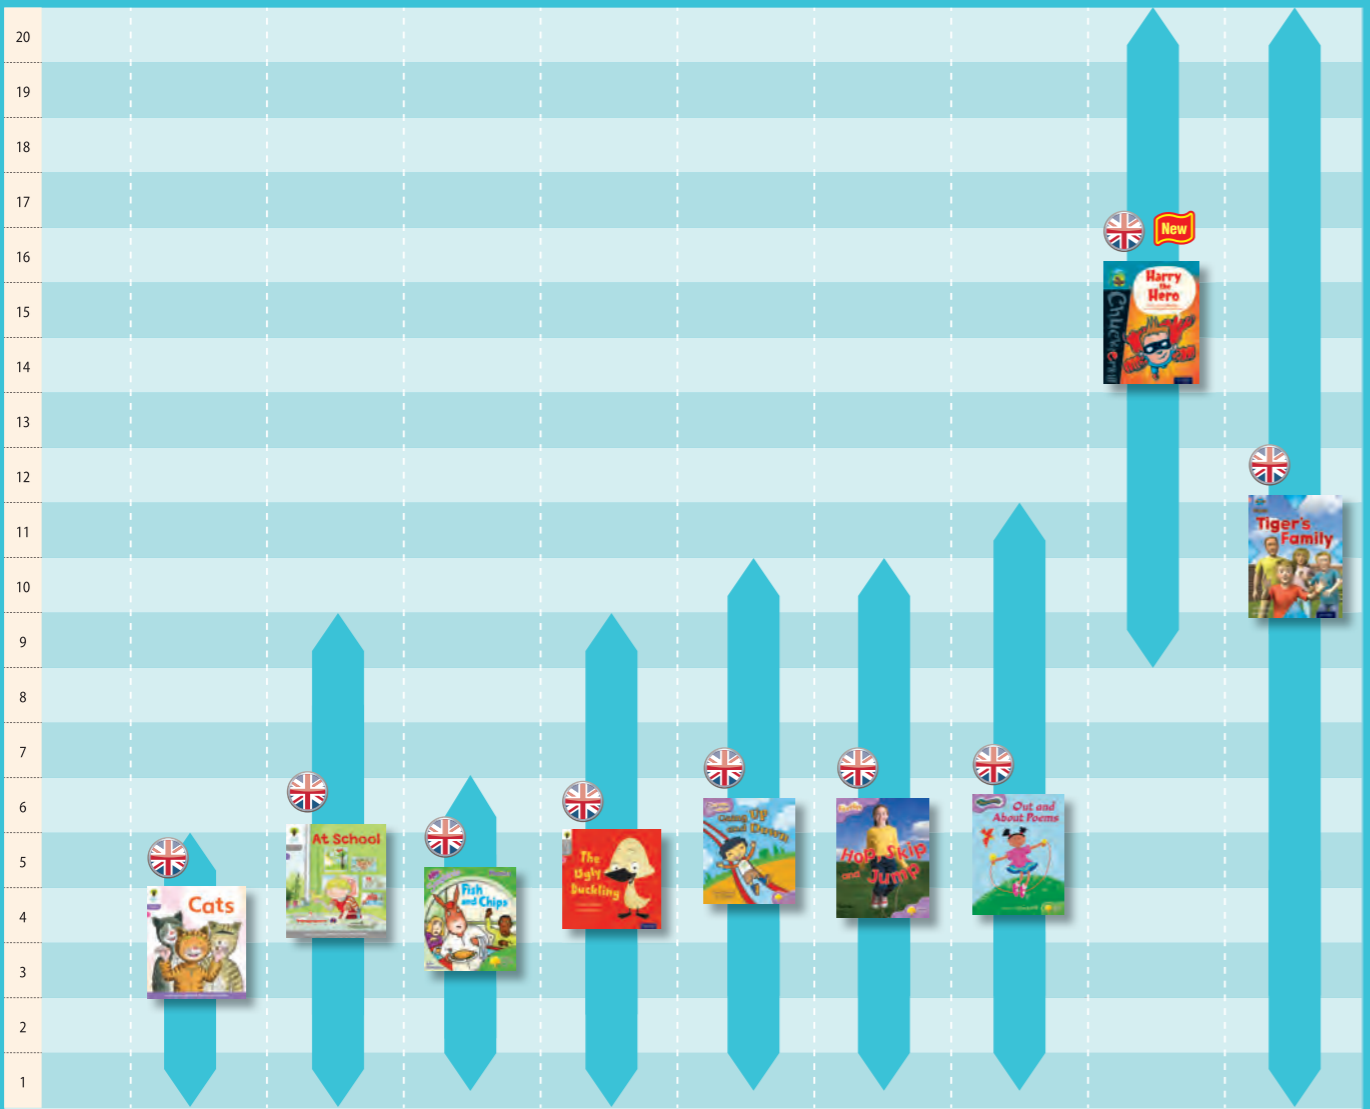 20
19
18
17
New
16
Harry
the
Hero
15
14
13
12
11
Tiger's
Family
10
9
8
7
6
Going UP
and Down
Out and
About Poems
5
At School
The
Ugly
Duckling
Hop, Skip
and Jump
4
Cats
Fish
and Chips
3
2
1